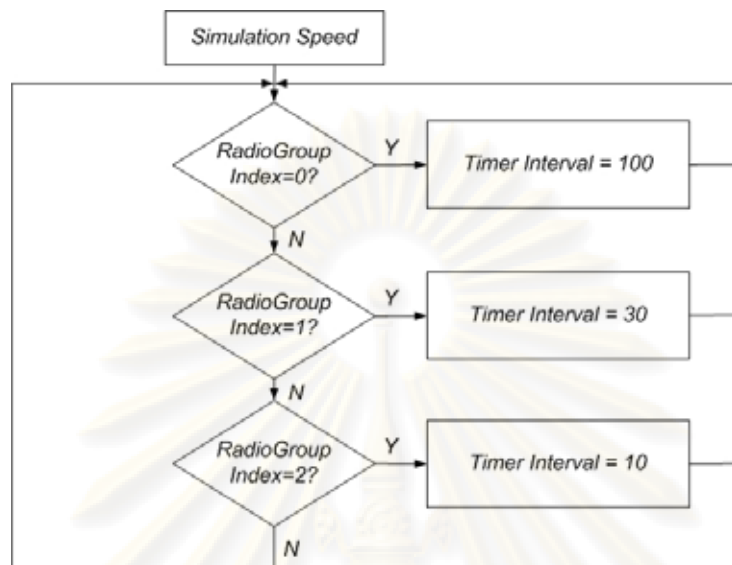 Simulation Speed
RadioGroup
Index=0?
Y
Timer Interval = 100
N
RadioGroup
Index=1?
Y
Timer Interval = 30
N
RadioGroup
Index=2?
Y
Timer Interval = 10
N